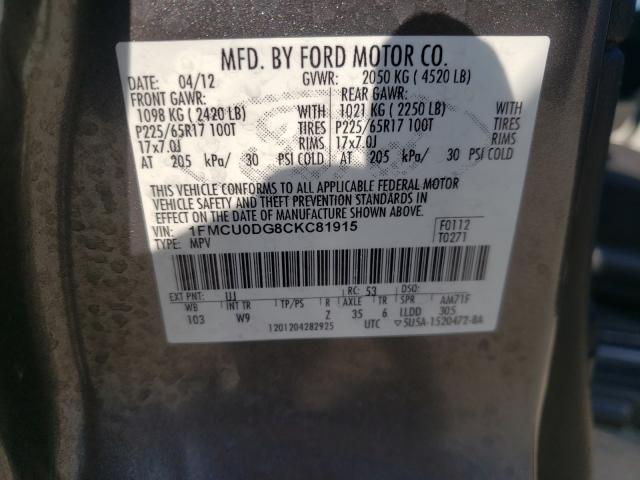 MFD. BY FORD MOTOR CO.
DATE: 04/12 GVWR: 2050 KG ( 4520 LB)
FRONT GAWR: REAR GAWR:
1098 KG ( 2420 LB) WITH 1021 KG ( 2250 LB) WITH
P225/65R17 100T TIRES P225/65R17 100T TIRES
17x7.0J RIMS 17x7.0J RIMS
AT 205 kPa/ 30 PSI COLD AT 205 kPa/ 30 PSI COLD
THIS VEHICLE CONFORMS TO ALL APPLICABLE FEDERAL MOTOR
VEHICLE SAFETY AND THEFT PREVENTION STANDARDS IN
EFFECT ON THE DATE OF MANUFACTURE SHOWN ABOVE.
VIN: 1FMCU0DG8CKC81915 F0112
TYPE: MPV T0271
EXT PNT: UJ RC: 53 DSO:
WB INT TR TP/PS R AXLE TR SPR AM71F
103 W9 Z 35 6 LLDD 305
1201204282925 UTC ▽5USA-1520472-BA